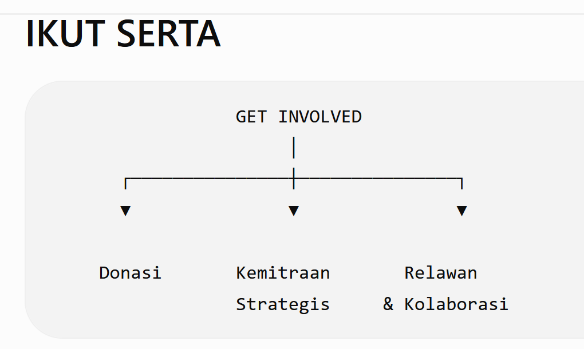 IKUT SERTA
GET INVOLVED
Donasi
Kemitraan
Strategis
Relawan
& Kolaborasi